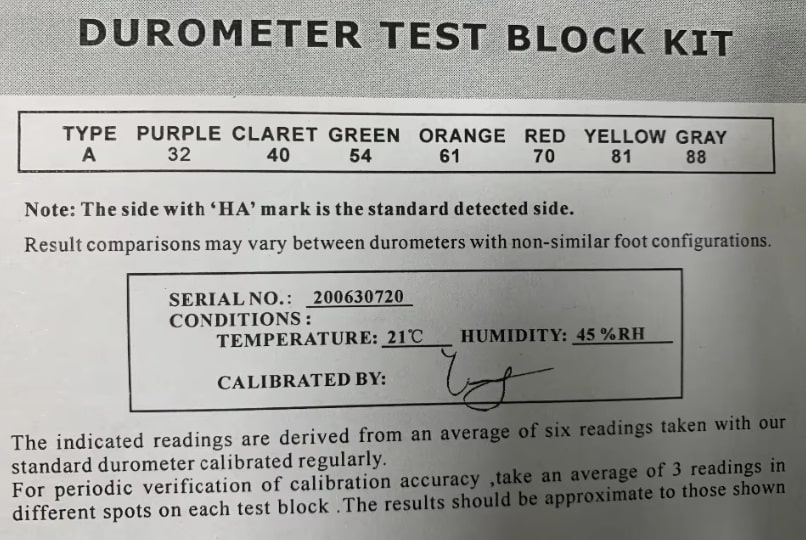 DUROMETER TEST BLOCK KIT
TYPE PURPLE CLARET GREEN ORANGE RED YELLOW GRAY
A 32 40 54 61 70 81 88
Note: The side with ‘HA’ mark is the standard detected side.
Result comparisons may vary between durometers with non-similar foot configurations.
SERIAL NO.: 200630720
CONDITIONS:
TEMPERATURE: 21℃ HUMIDITY: 45 %RH
CALIBRATED BY:
The indicated readings are derived from an average of six readings taken with our
standard durometer calibrated regularly.
For periodic verification of calibration accuracy ,take an average of 3 readings in
different spots on each test block .The results should be approximate to those shown